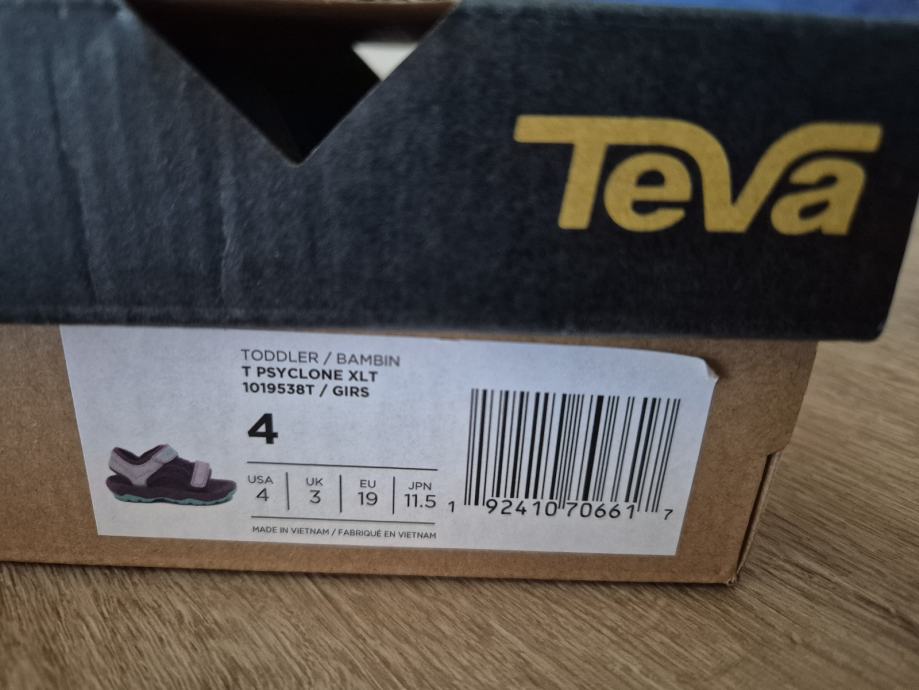 Teva
TODDLER / BAMBIN
T PSYCLONE XLT
1019538T / GIRS
4
USA UK EU JPN
4 3 19 11.5
MADE IN VIETNAM / FABRIQUÉ EN VIETNAM
1 92410 70661 7